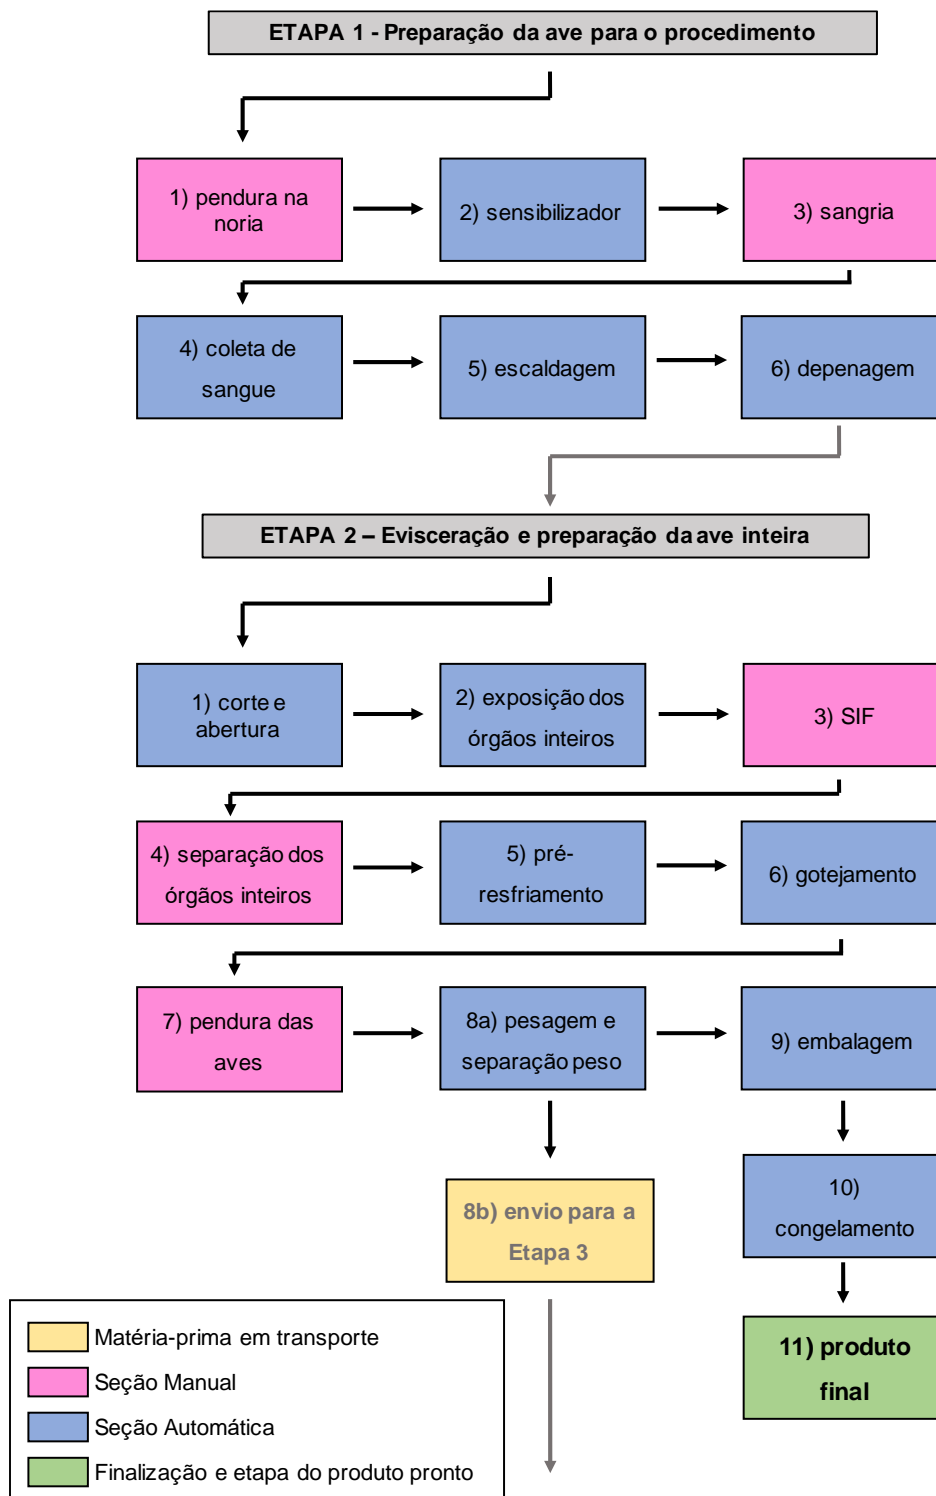 ETAPA 1 - Preparação da ave para o procedimento
1) pendura na
noria
2) sensibilizador
3) sangria
4) coleta de
sangue
5) escaldagem
6) depenagem
ETAPA 2 – Evisceração e preparação da ave inteira
1) corte e
abertura
2) exposição dos
órgãos inteiros
3) SIF
4) separação dos
órgãos inteiros
5) pré-
resfriamento
6) gotejamento
7) pendura das
aves
8a) pesagem e
separação peso
9) embalagem
8b) envio para a
Etapa 3
10)
congelamento
11) produto
final
Matéria-prima em transporte
Seção Manual
Seção Automática
Finalização e etapa do produto pronto